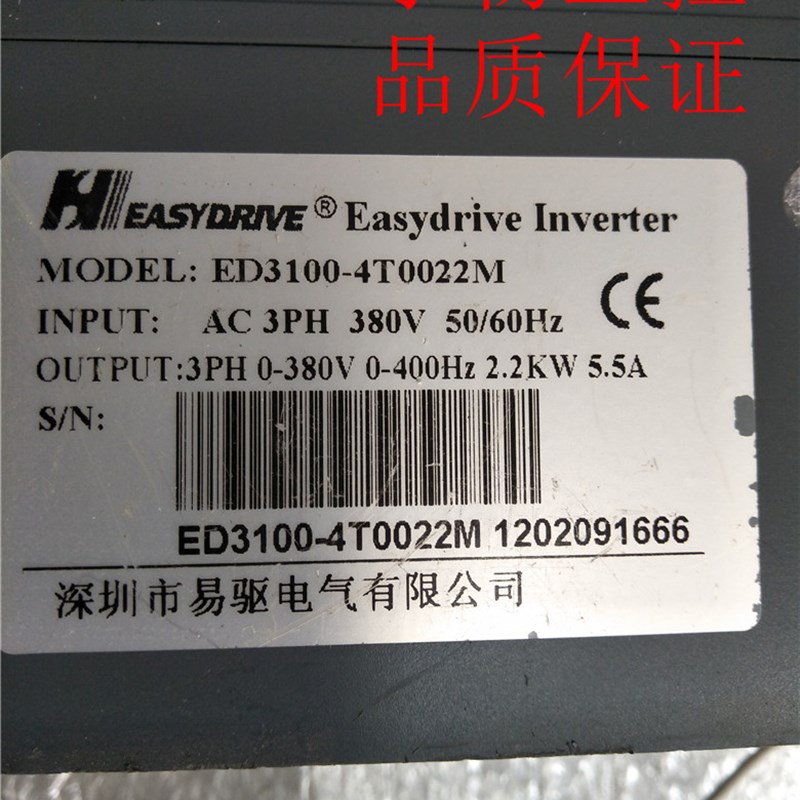 品质保证
EASYDRIVE® Easydrive Inverter
MODEL: ED3100-4T0022M
CE
INPUT: AC 3PH 380V 50/60Hz
OUTPUT:3PH 0-380V 0-400Hz 2.2KW 5.5A
S/N:
ED3100-4T0022M 1202091666
深圳市易驱电气有限公司